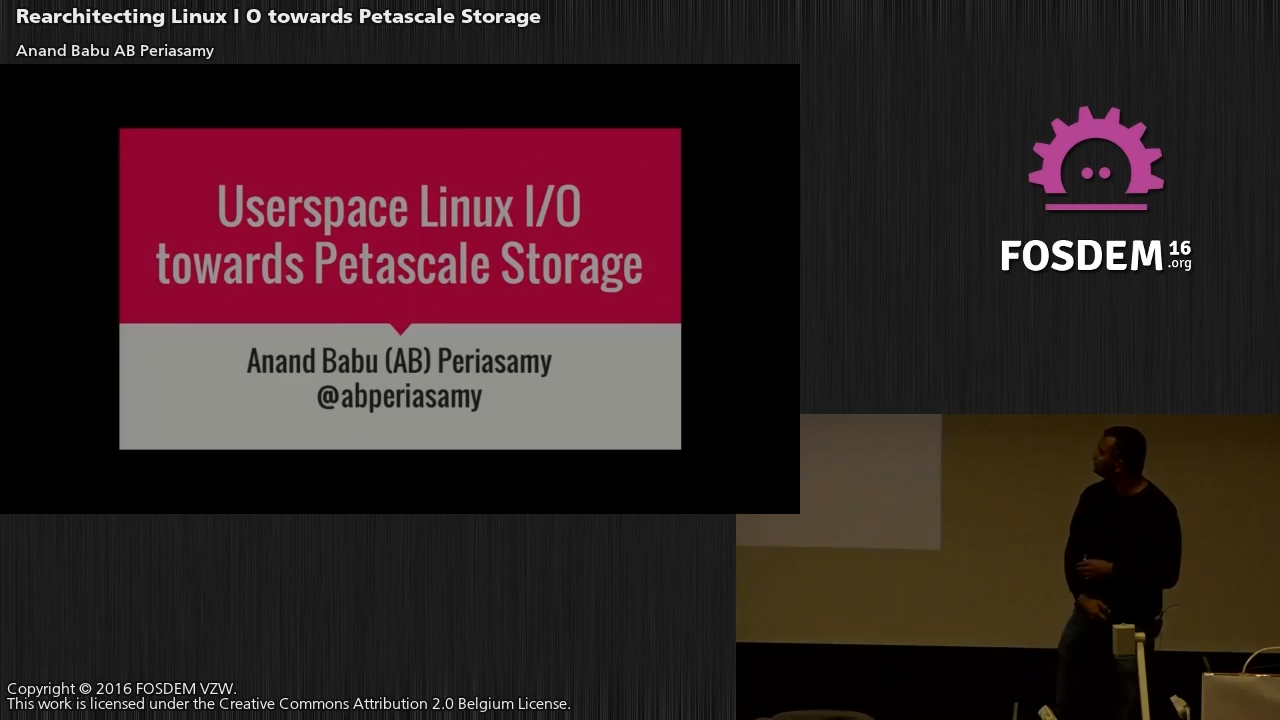 Rearchitecting Linux I O towards Petascale Storage
Anand Babu AB Periasamy
Userspace Linux I/O
towards Petascale Storage
Anand Babu (AB) Periasamy
@abperiasamy
FOSDEM 16
.org
Copyright © 2016 FOSDEM VZW.
This work is licensed under the Creative Commons Attribution 2.0 Belgium License.